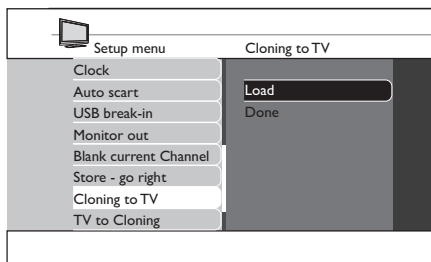 Setup menu
Cloning to TV
Clock
Auto scart
USB break-in
Monitor out
Blank current Channel
Store - go right
Cloning to TV
TV to Cloning
Load
Done